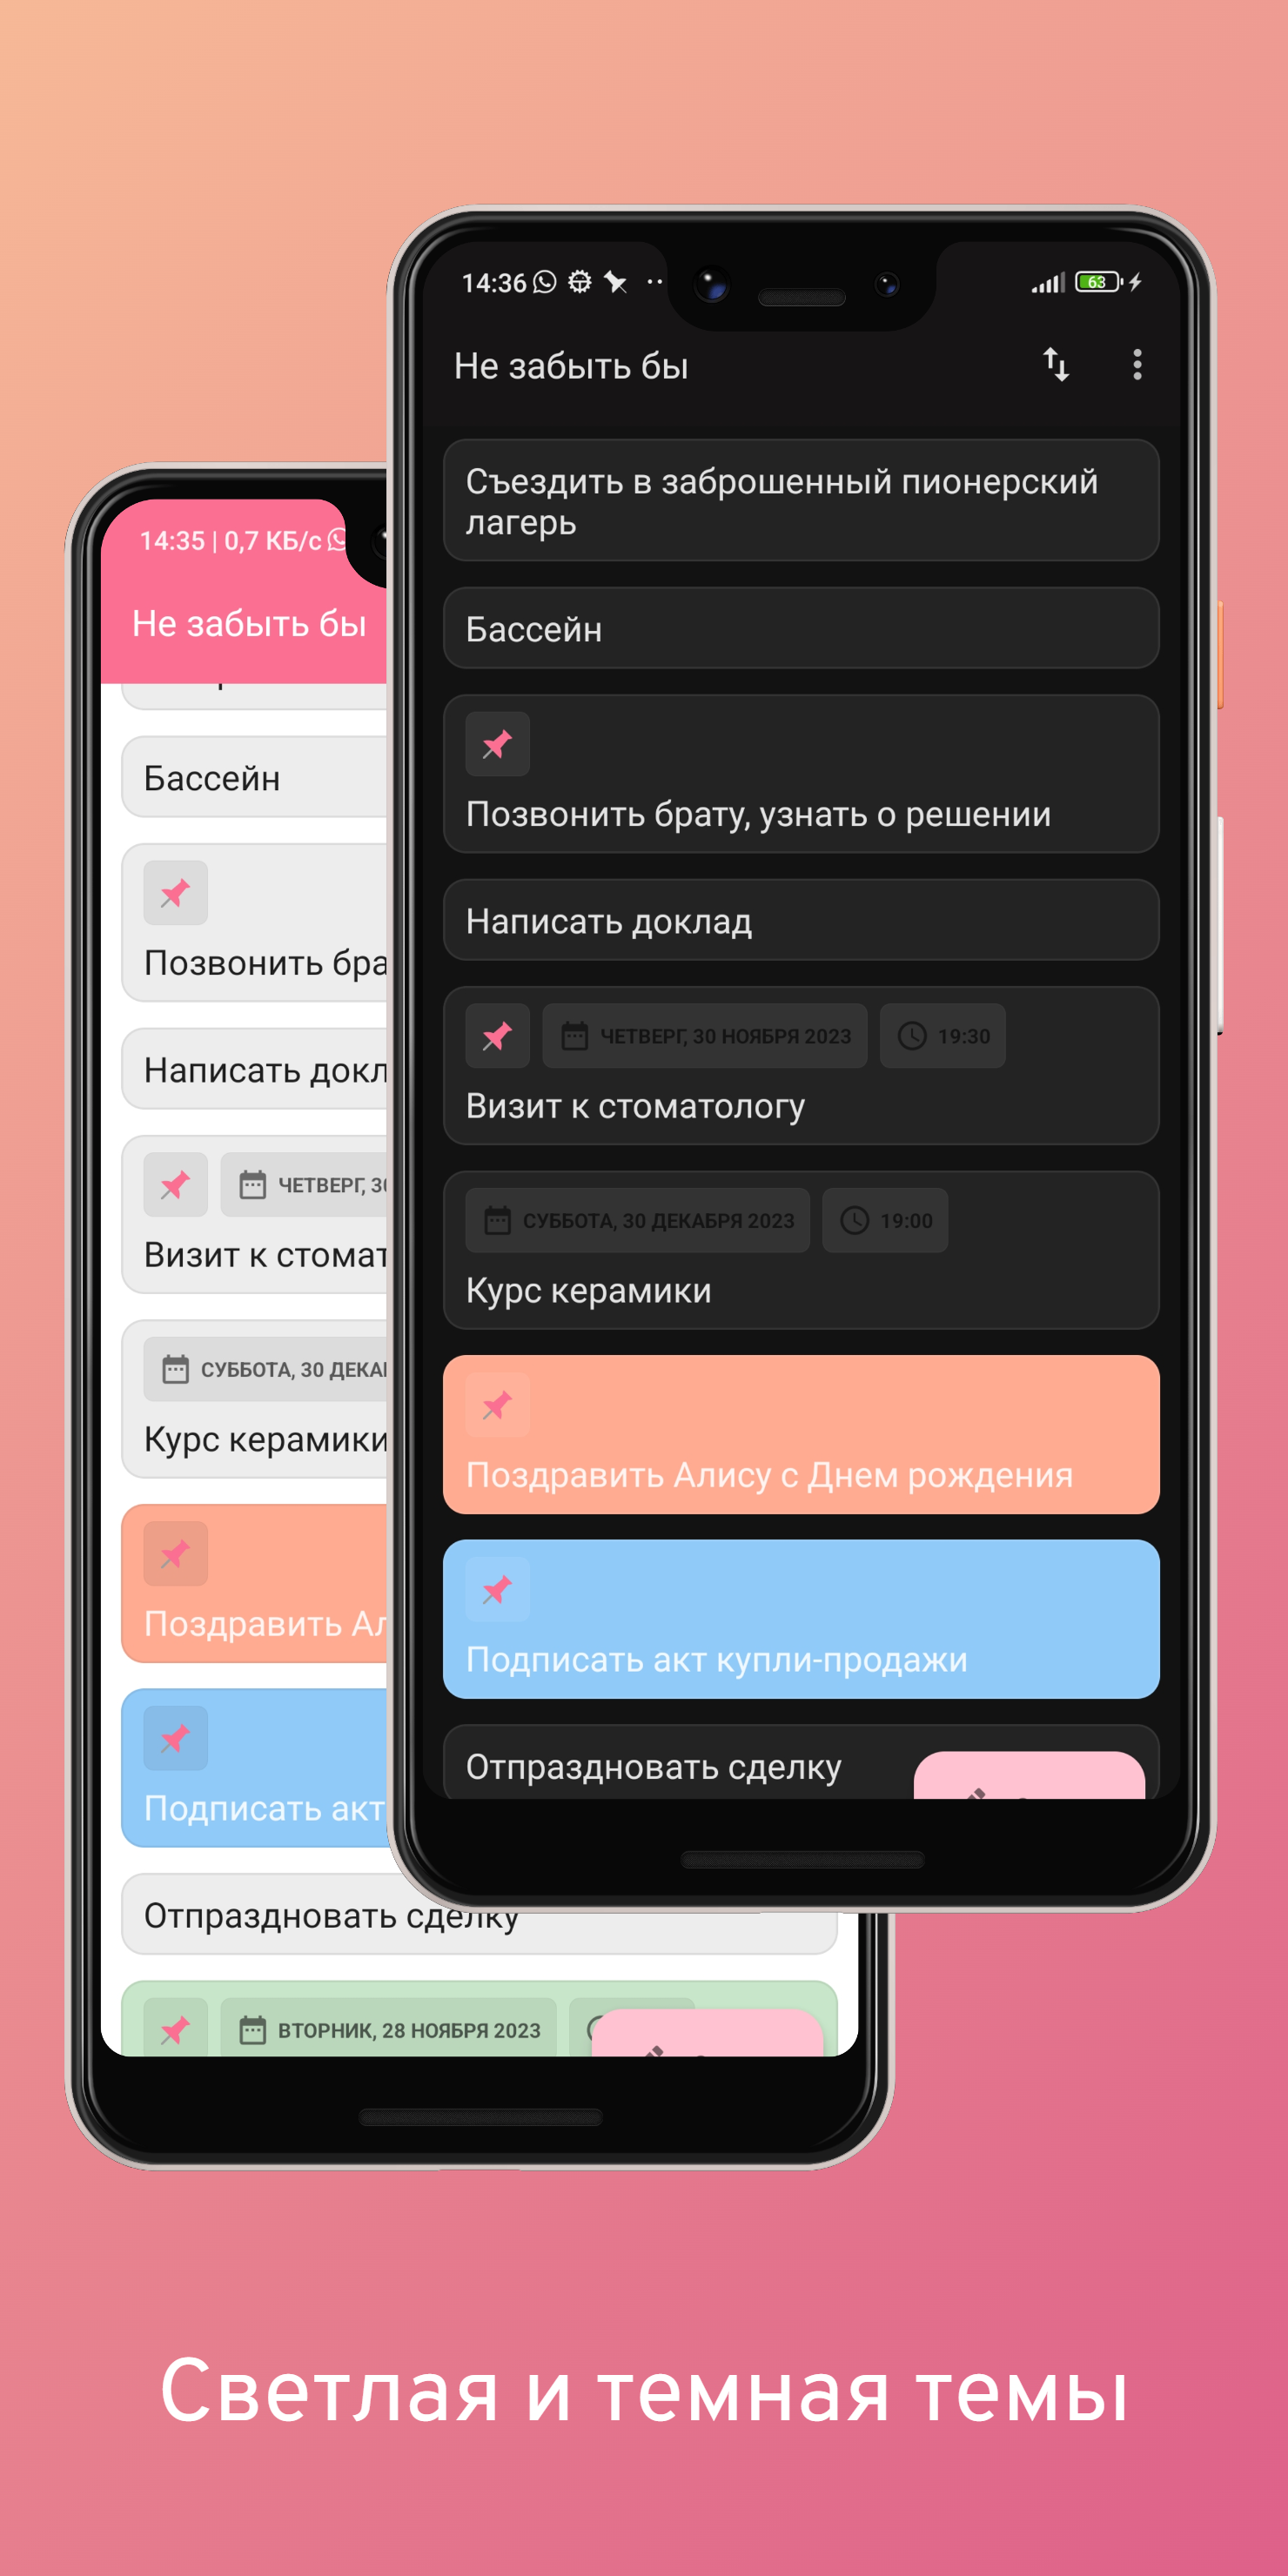 14:36
63
Не забыть бы
Съездить в заброшенный пионерский
лагерь
Бассейн
Позвонить брату, узнать о решении
Написать доклад
ЧЕТВЕРГ, 30 НОЯБРЯ 2023 19:30
Визит к стоматологу
СУББОТА, 30 ДЕКАБРЯ 2023 19:00
Курс керамики
Поздравить Алису с Днем рождения
Подписать акт купли-продажи
Отпраздновать сделку
14:35 | 0,7 КБ/с
Не забыть бы
Бассейн
Позвонить бра
Написать докл
ЧЕТВЕРГ, 30
Визит к стомат
СУББОТА, 30 ДЕКА
Курс керамики
Поздравить Ал
Подписать акт
Отпраздновать сделку
ВТОРНИК, 28 НОЯБРЯ 2023
Светлая и темная темы